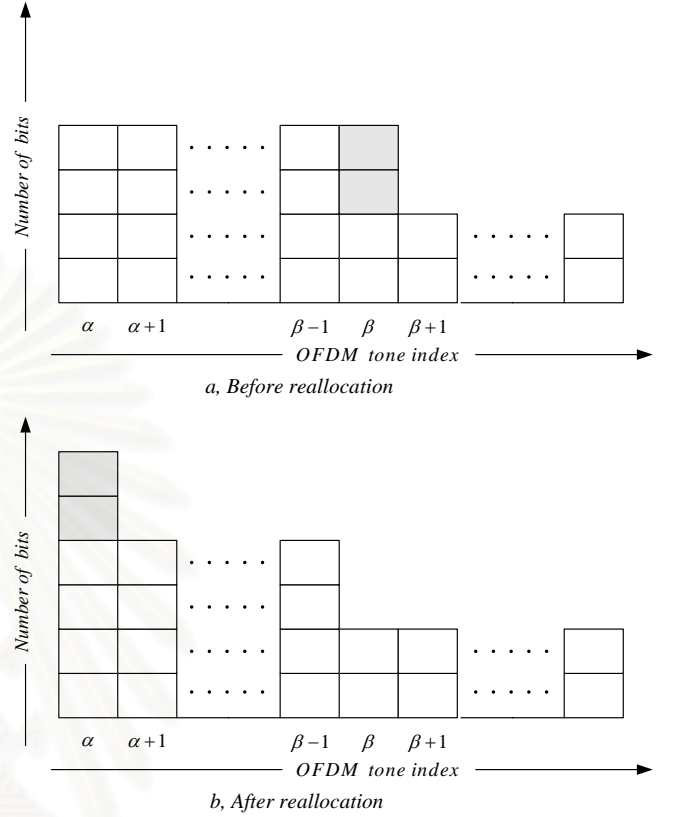 Number of bits
α α+1 β−1 β β+1
OFDM tone index
a, Before reallocation
Number of bits
α α+1 β−1 β β+1
OFDM tone index
b, After reallocation